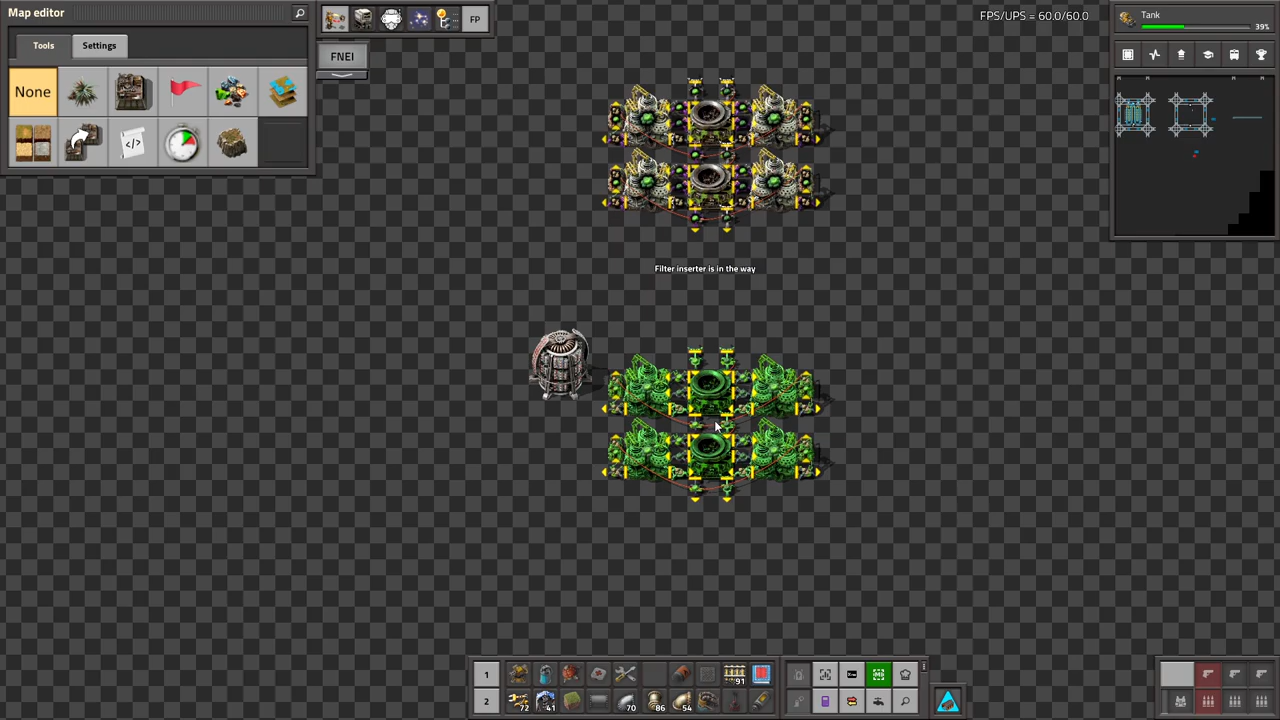 Map editor
FP
FPS/UPS = 60.0/60.0
Tank
39%
Tools
Settings
FNEI
None
</>
Filter inserter is in the way
1
91
2
72
41
70
86
54